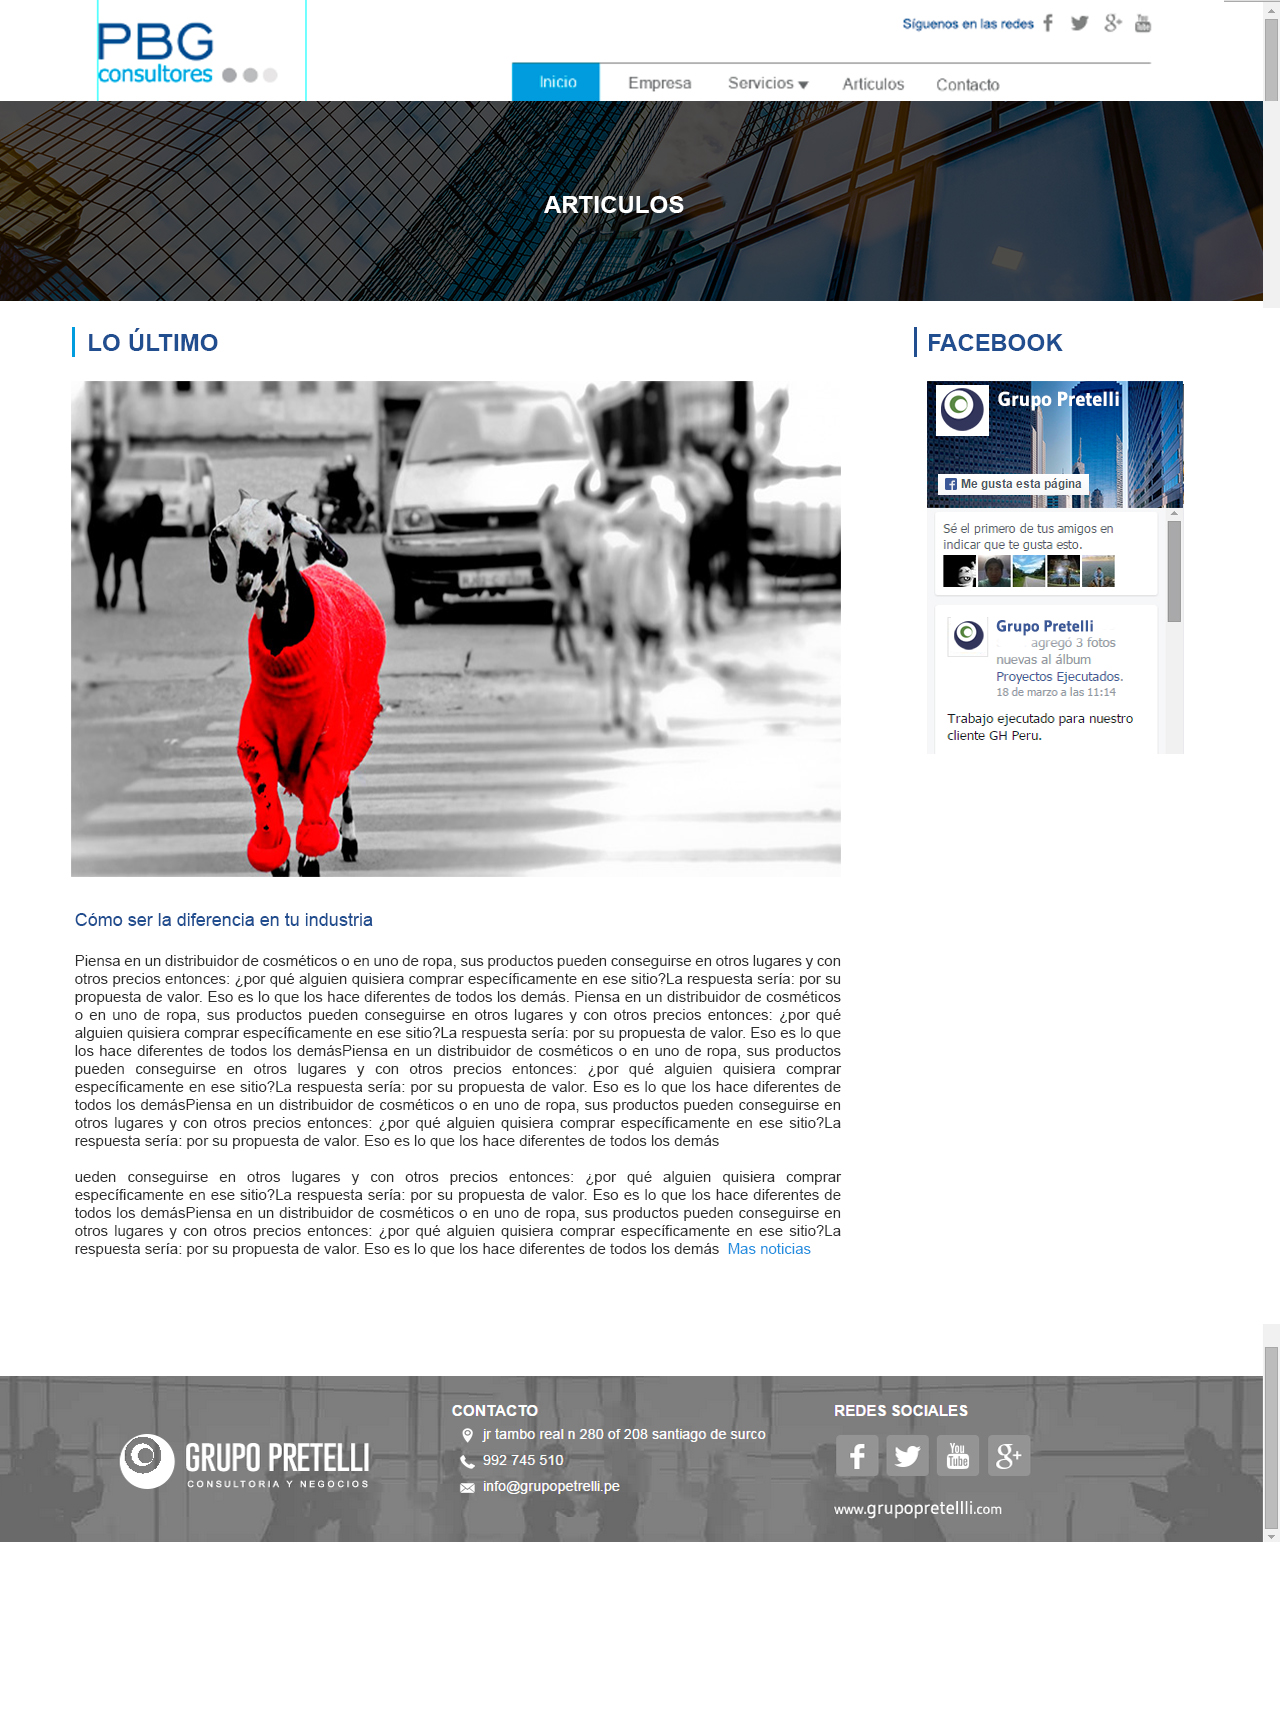 PBG
consultores
Síguenos en las redes
Inicio
Empresa
Servicios
Artículos
Contacto
ARTICULOS
LO ÚLTIMO
FACEBOOK
Grupo Pretelli
Me gusta esta página
Sé el primero de tus amigos en
indicar que te gusta esto.
Grupo Pretelli
agregó 3 fotos
nuevas al álbum
Proyectos Ejecutados.
18 de marzo a las 11:14
Trabajo ejecutado para nuestro
cliente GH Peru.
Cómo ser la diferencia en tu industria
Piensa en un distribuidor de cosméticos o en uno de ropa, sus productos pueden conseguirse en otros lugares y con
otros precios entonces: ¿por qué alguien quisiera comprar específicamente en ese sitio?La respuesta sería: por su
propuesta de valor. Eso es lo que los hace diferentes de todos los demás. Piensa en un distribuidor de cosméticos
o en uno de ropa, sus productos pueden conseguirse en otros lugares y con otros precios entonces: ¿por qué
alguien quisiera comprar específicamente en ese sitio?La respuesta sería: por su propuesta de valor. Eso es lo que
los hace diferentes de todos los demásPiensa en un distribuidor de cosméticos o en uno de ropa, sus productos
pueden conseguirse en otros lugares y con otros precios entonces: ¿por qué alguien quisiera comprar
específicamente en ese sitio?La respuesta sería: por su propuesta de valor. Eso es lo que los hace diferentes de
todos los demásPiensa en un distribuidor de cosméticos o en uno de ropa, sus productos pueden conseguirse en
otros lugares y con otros precios entonces: ¿por qué alguien quisiera comprar específicamente en ese sitio?La
respuesta sería: por su propuesta de valor. Eso es lo que los hace diferentes de todos los demás
ueden conseguirse en otros lugares y con otros precios entonces: ¿por qué alguien quisiera comprar
específicamente en ese sitio?La respuesta sería: por su propuesta de valor. Eso es lo que los hace diferentes de
todos los demásPiensa en un distribuidor de cosméticos o en uno de ropa, sus productos pueden conseguirse en
otros lugares y con otros precios entonces: ¿por qué alguien quisiera comprar específicamente en ese sitio?La
respuesta sería: por su propuesta de valor. Eso es lo que los hace diferentes de todos los demás Mas noticias
GRUPO PRETELLI
CONSULTORIA Y NEGOCIOS
CONTACTO
jr tambo real n 280 of 208 santiago de surco
992 745 510
info@grupopetrelli.pe
REDES SOCIALES
You
Tube
www.grupopretellli.com